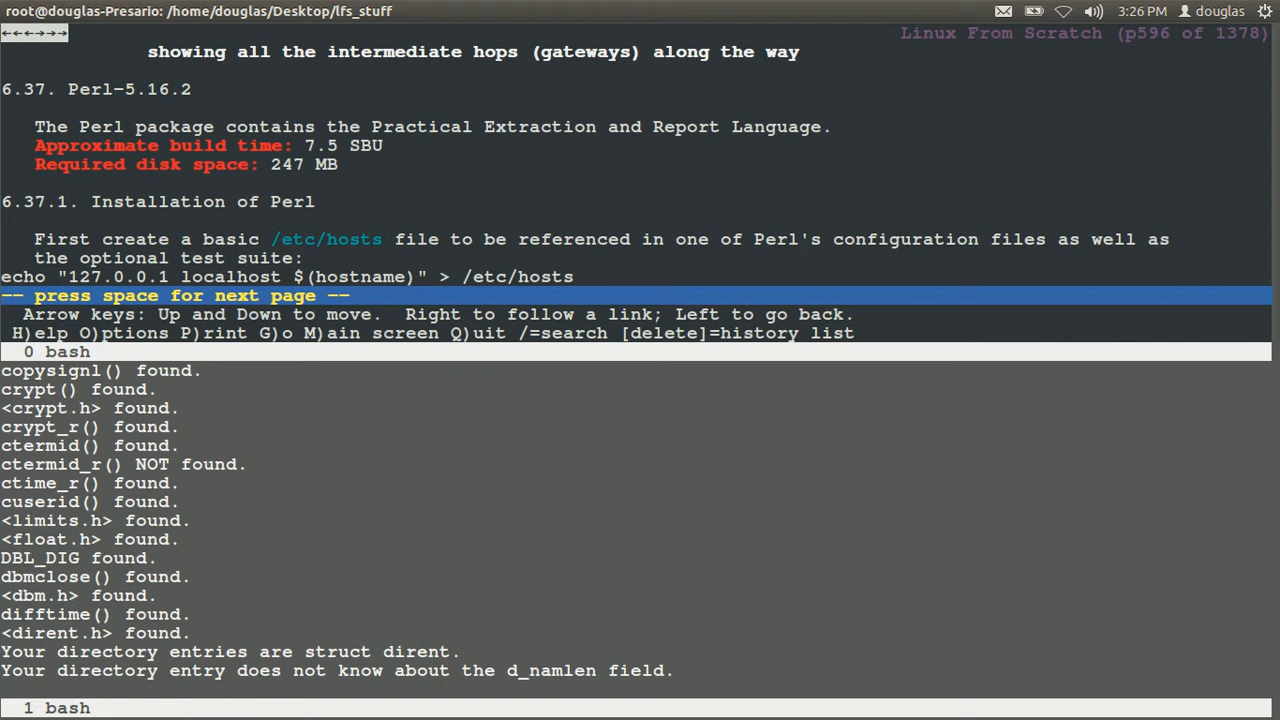 root@douglas-Presario: /home/douglas/Desktop/lfs_stuff 3:26 PM douglas
←←←→→→ Linux From Scratch (p596 of 1378)
showing all the intermediate hops (gateways) along the way
6.37. Perl-5.16.2
The Perl package contains the Practical Extraction and Report Language.
Approximate build time: 7.5 SBU
Required disk space: 247 MB
6.37.1. Installation of Perl
First create a basic /etc/hosts file to be referenced in one of Perl's configuration files as well as
the optional test suite:
echo "127.0.0.1 localhost $(hostname)" > /etc/hosts
-- press space for next page --
Arrow keys: Up and Down to move.  Right to follow a link; Left to go back.
H)elp O)ptions P)rint G)o M)ain screen Q)uit /=search [delete]=history list
0 bash
copysignl() found.
crypt() found.
<crypt.h> found.
crypt_r() found.
ctermid() found.
ctermid_r() NOT found.
ctime_r() found.
cuserid() found.
<limits.h> found.
<float.h> found.
DBL_DIG found.
dbmclose() found.
<dbm.h> found.
difftime() found.
<dirent.h> found.
Your directory entries are struct dirent.
Your directory entry does not know about the d_namlen field.
1 bash